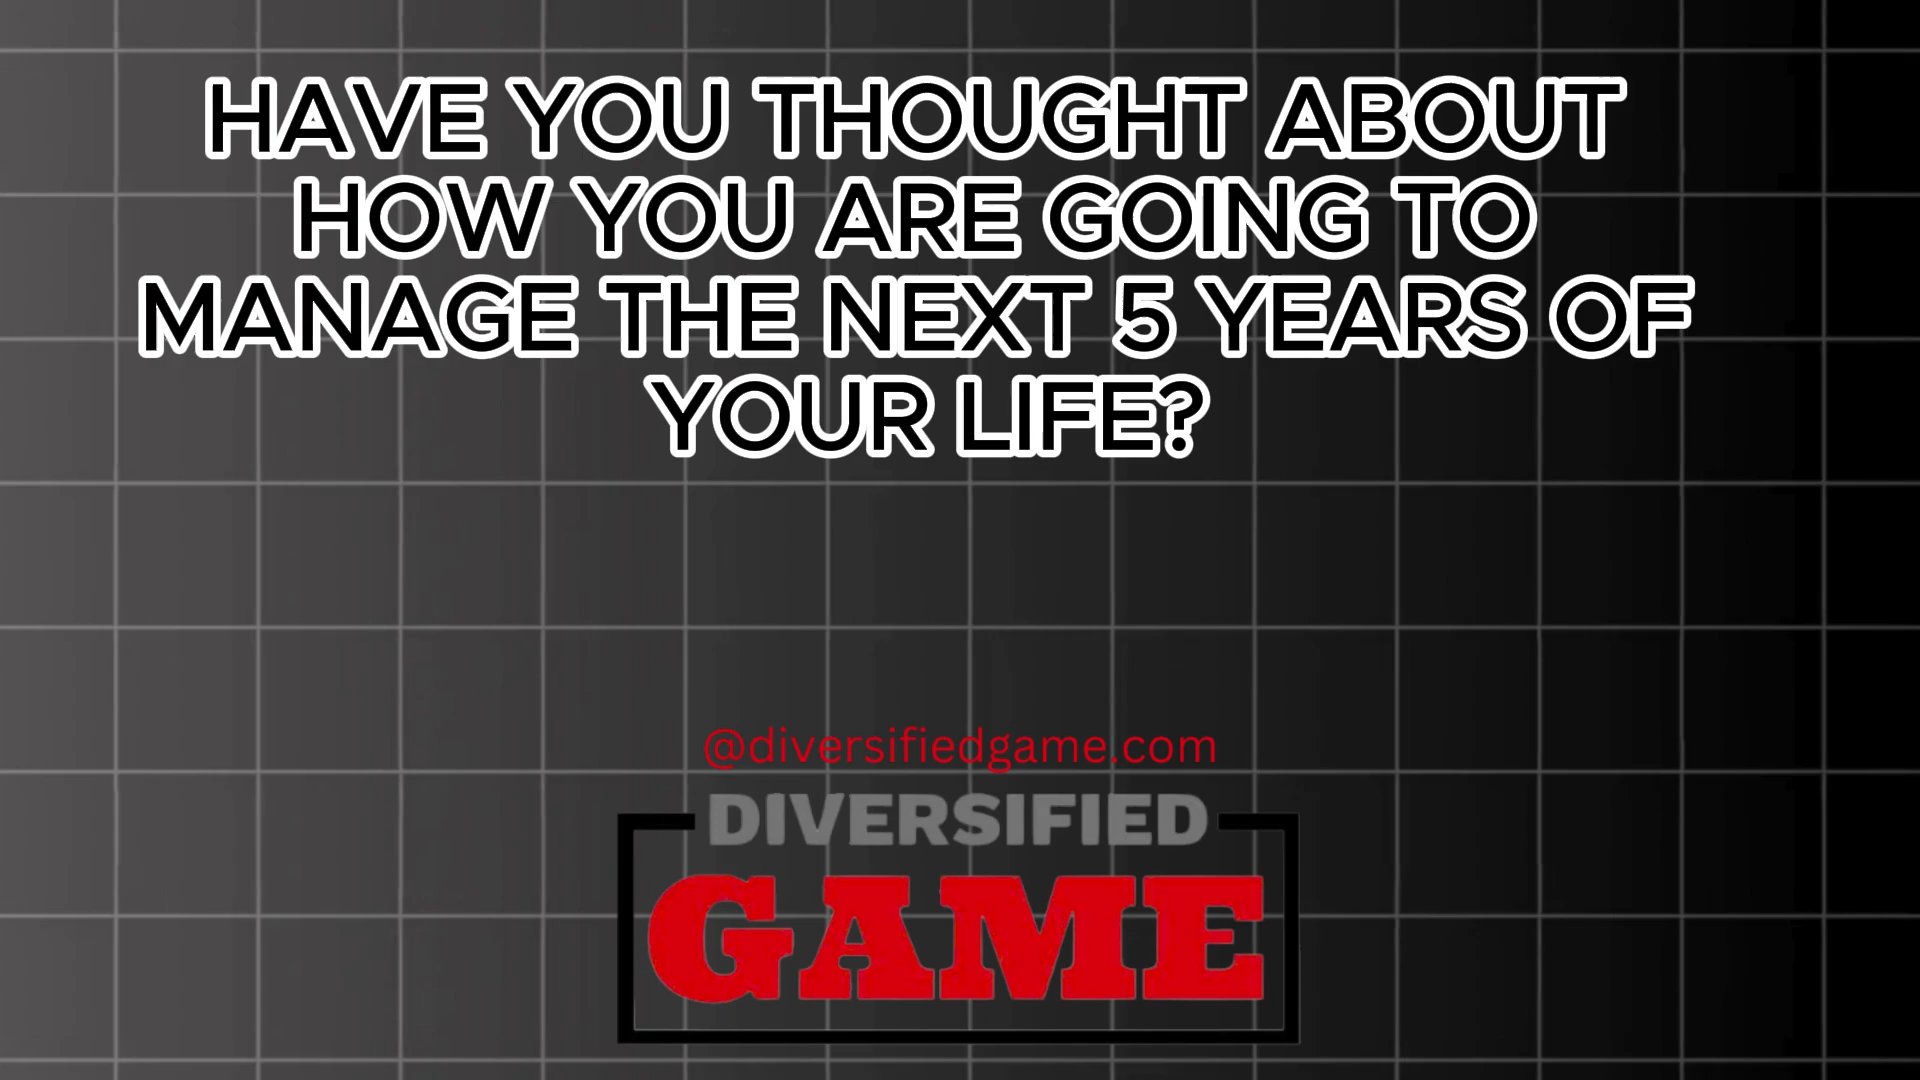 HAVE YOU THOUGHT ABOUT
HOW YOU ARE GOING TO
MANAGE THE NEXT 5 YEARS OF
YOUR LIFE?
@diversifiedgame.com
DIVERSIFIED
GAME